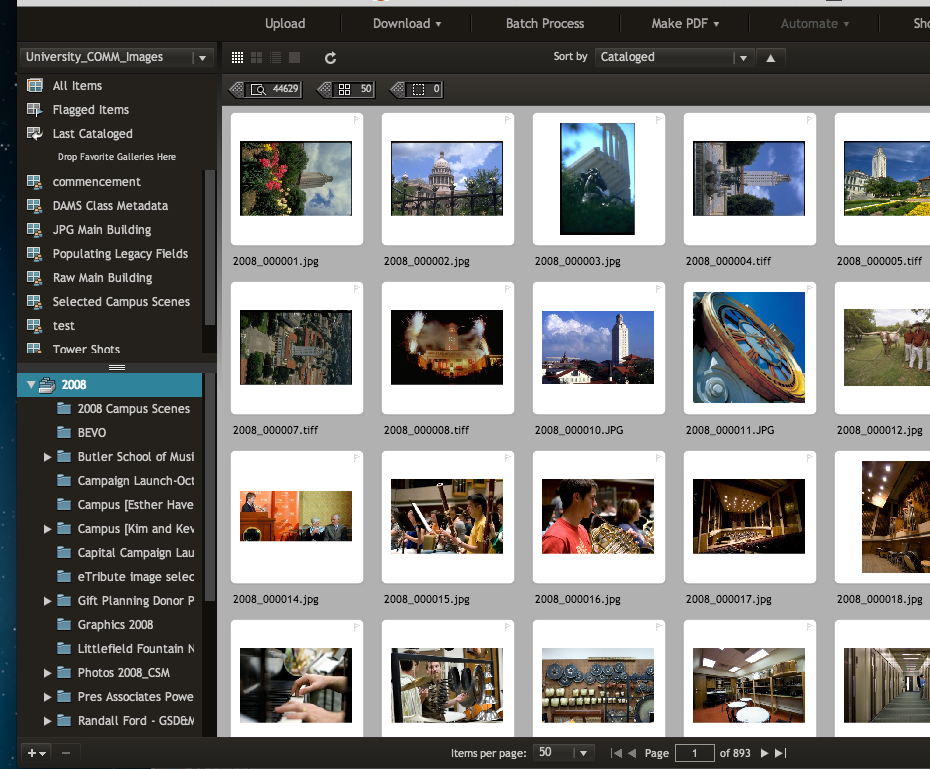 Upload Download Batch Process Make PDF Automate
University_COMM_Images
Sort by Cataloged
44629 50 0
All Items
Flagged Items
Last Cataloged
Drop Favorite Galleries Here
commencement
DAMS Class Metadata
JPG Main Building
Populating Legacy Fields
Raw Main Building
Selected Campus Scenes
test
Tower Shots
2008
2008 Campus Scenes
BEVO
Butler School of Musi
Campaign Launch-Oct
Campus [Esther Have
Campus [Kim and Kev
Capital Campaign Lau
eTribute image selec
Gift Planning Donor P
Graphics 2008
Littlefield Fountain N
Photos 2008_CSM
Pres Associates Powe
Randall Ford - GSD&M
2008_000001.jpg 2008_000002.jpg 2008_000003.jpg 2008_000004.tiff 2008_000005.tiff
2008_000007.tiff 2008_000008.tiff 2008_000010.JPG 2008_000011.JPG 2008_000012.jpg
2008_000014.jpg 2008_000015.jpg 2008_000016.jpg 2008_000017.jpg 2008_000018.jpg
Items per page: 50 Page 1 of 893